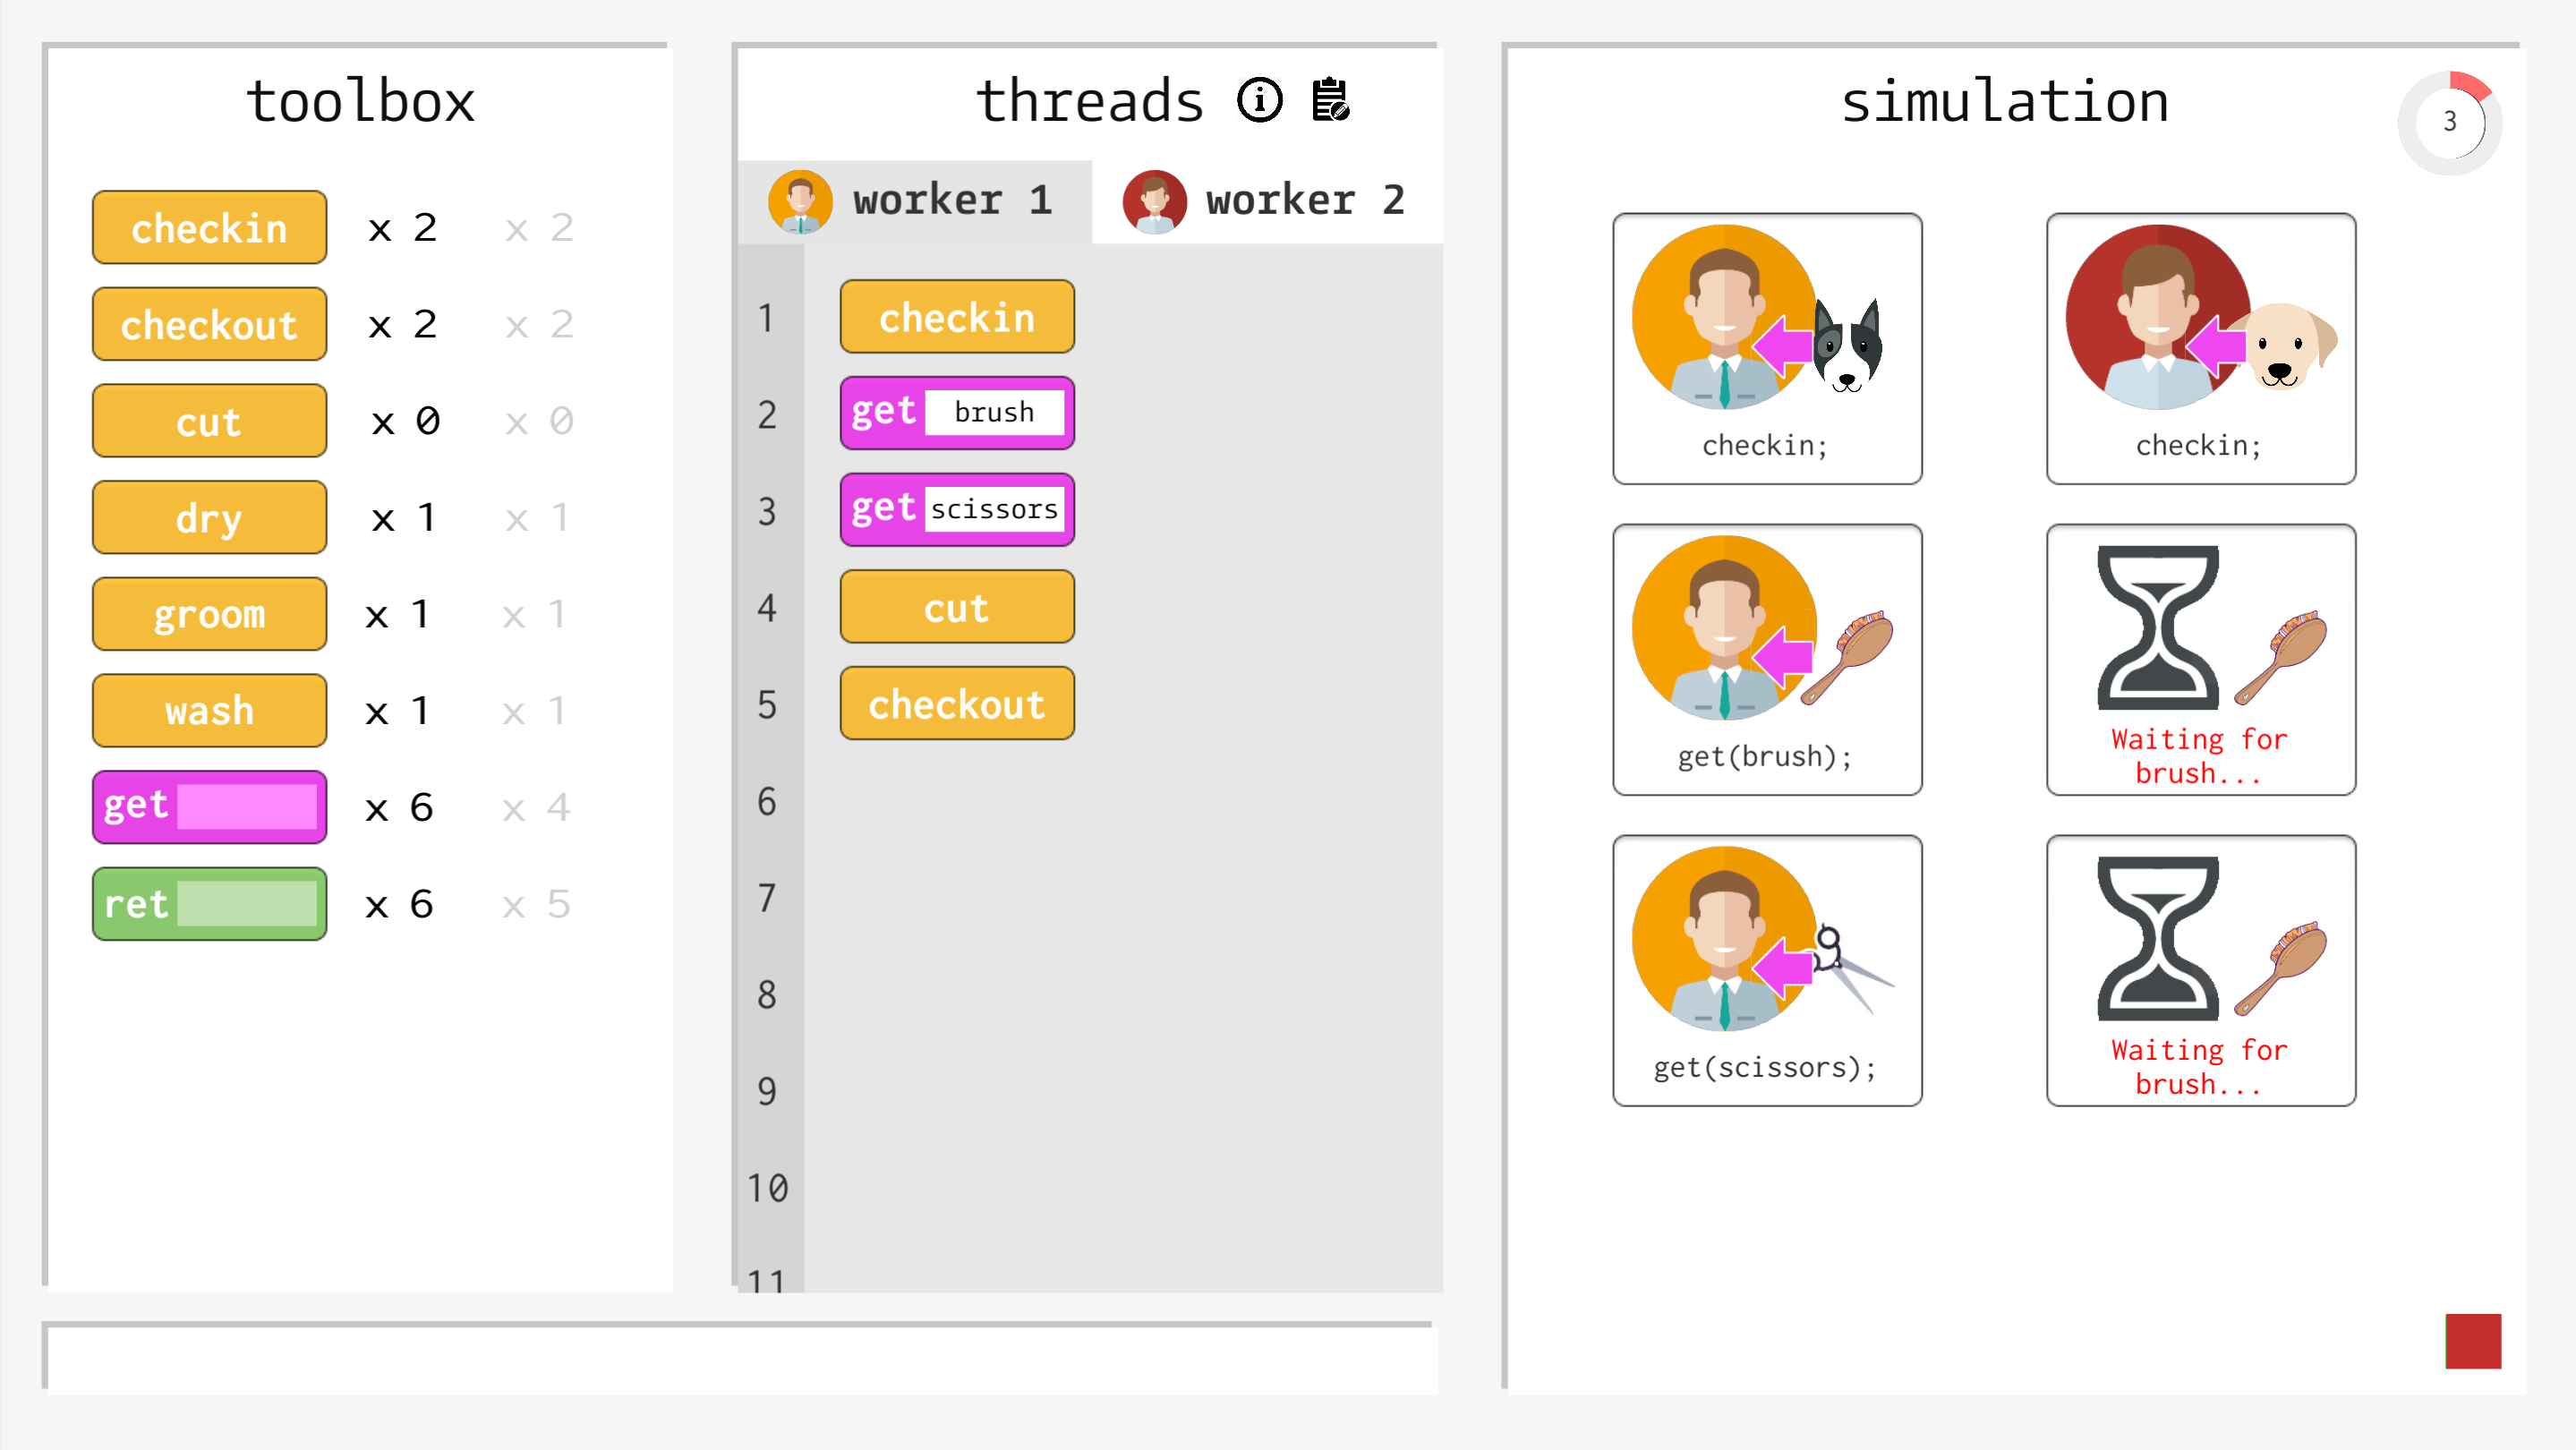 toolbox
checkin x 2 x 2
checkout x 2 x 2
cut x 0 x 0
dry x 1 x 1
groom x 1 x 1
wash x 1 x 1
get x 6 x 4
ret x 6 x 5
threads
worker 1
worker 2
1 checkin
2 get brush
3 get scissors
4 cut
5 checkout
6
7
8
9
10
11
simulation
3
checkin;
checkin;
get(brush);
Waiting for
brush...
get(scissors);
Waiting for
brush...